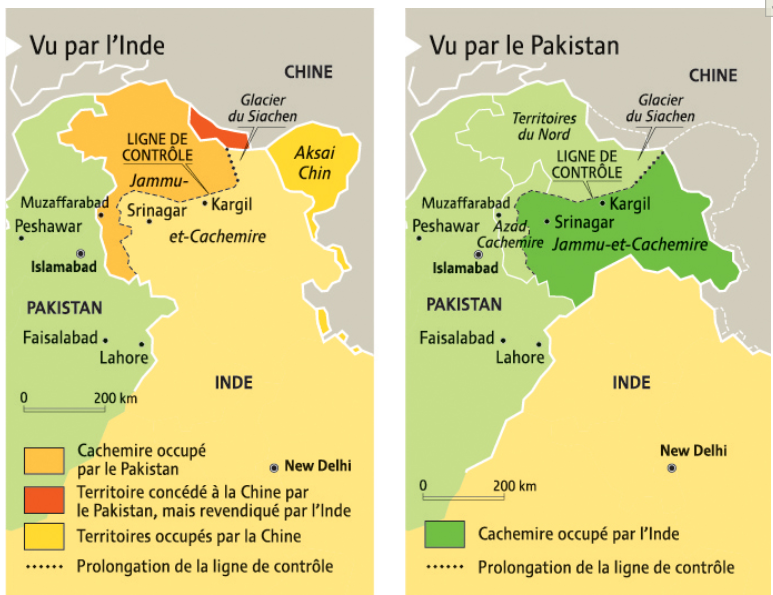 Vu par l'Inde
CHINE
Glacier
du Siachen
LIGNE DE
CONTRÔLE
Aksai
Chin
Jammu-
Muzaffarabad
Srinagar
Kargil
Peshawar
et-Cachemire
Islamabad
PAKISTAN
Faisalabad
Lahore
INDE
0 200 km
New Delhi
Cachemire occupé
par le Pakistan
Territoire concédé à la Chine par
le Pakistan, mais revendiqué par l'Inde
Territoires occupés par la Chine
Prolongation de la ligne de contrôle
Vu par le Pakistan
CHINE
Glacier
du Siachen
Territoires
du Nord
LIGNE DE
CONTRÔLE
Muzaffarabad
Kargil
Peshawar
Azad
Cachemire
Srinagar
Jammu-et-Cachemire
Islamabad
PAKISTAN
Faisalabad
Lahore
INDE
New Delhi
0 200 km
Cachemire occupé par l'Inde
Prolongation de la ligne de contrôle